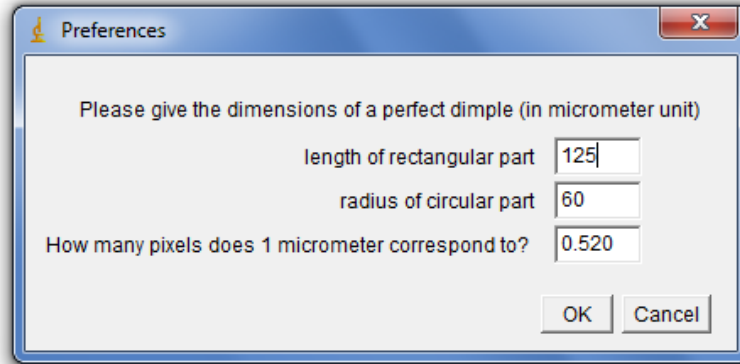 Preferences
Please give the dimensions of a perfect dimple (in micrometer unit)
length of rectangular part 125
radius of circular part 60
How many pixels does 1 micrometer correspond to? 0.520
OK Cancel